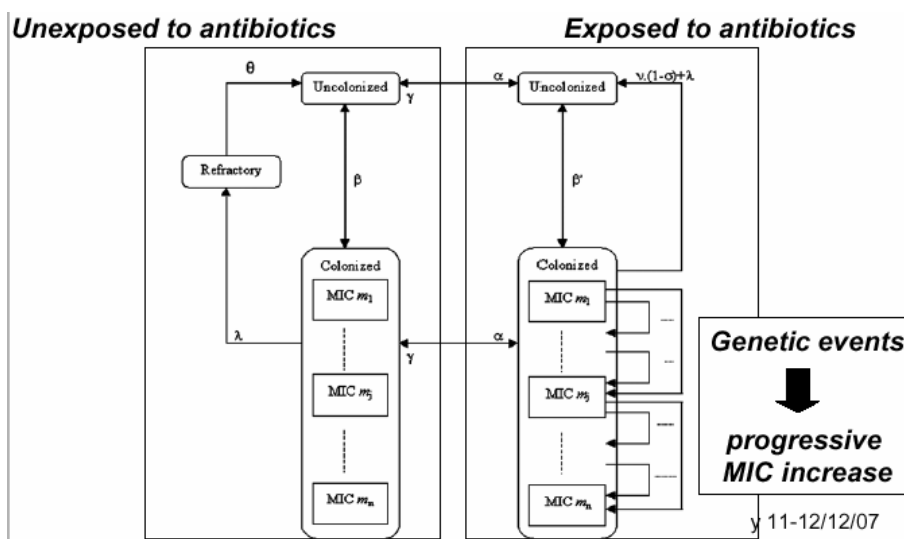 Unexposed to antibiotics
Exposed to antibiotics
θ
Uncolonized
α
γ
Uncolonized
ν.(1-σ)+λ
Refractory
β
β'
Colonized
MIC m1
MIC mj
MIC mn
λ
γ
α
Colonized
MIC m1
MIC mj
MIC mn
Genetic events
progressive
MIC increase
y 11-12/12/07